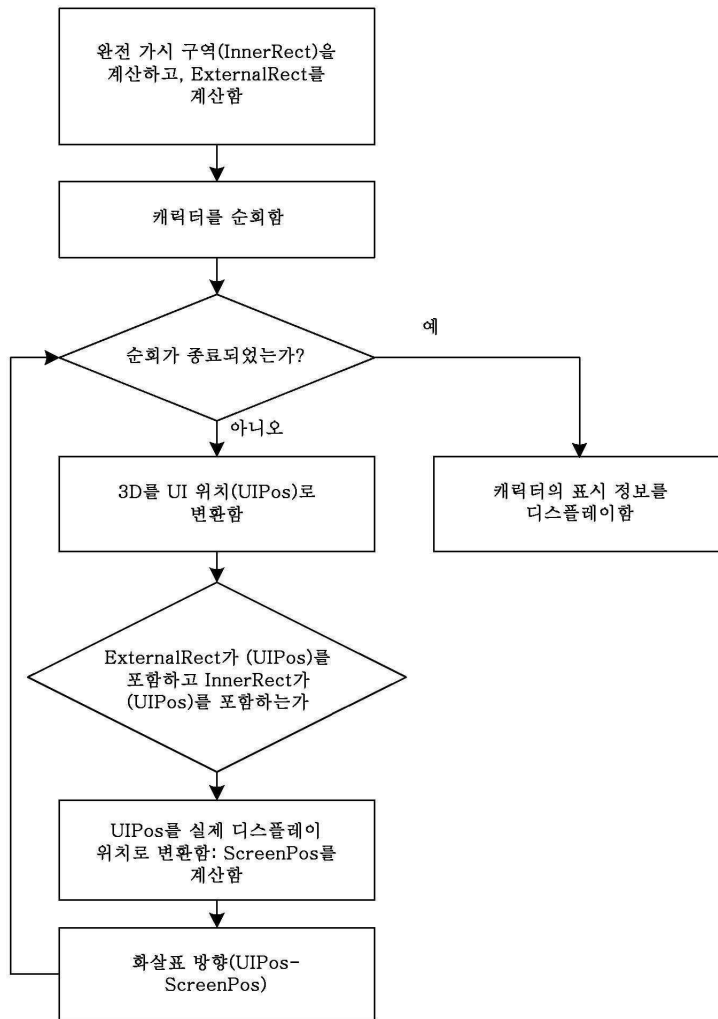 완전 가시 구역(InnerRect)을
계산하고, ExternalRect를
계산함
캐릭터를 순회함
순회가 종료되었는가?
예
아니오
3D를 UI 위치(UIPos)로
변환함
캐릭터의 표시 정보를
디스플레이함
ExternalRect가 (UIPos)를
포함하고 InnerRect가
(UIPos)를 포함하는가
UIPos를 실제 디스플레이
위치로 변환함: ScreenPos를
계산함
화살표 방향(UIPos-
ScreenPos)